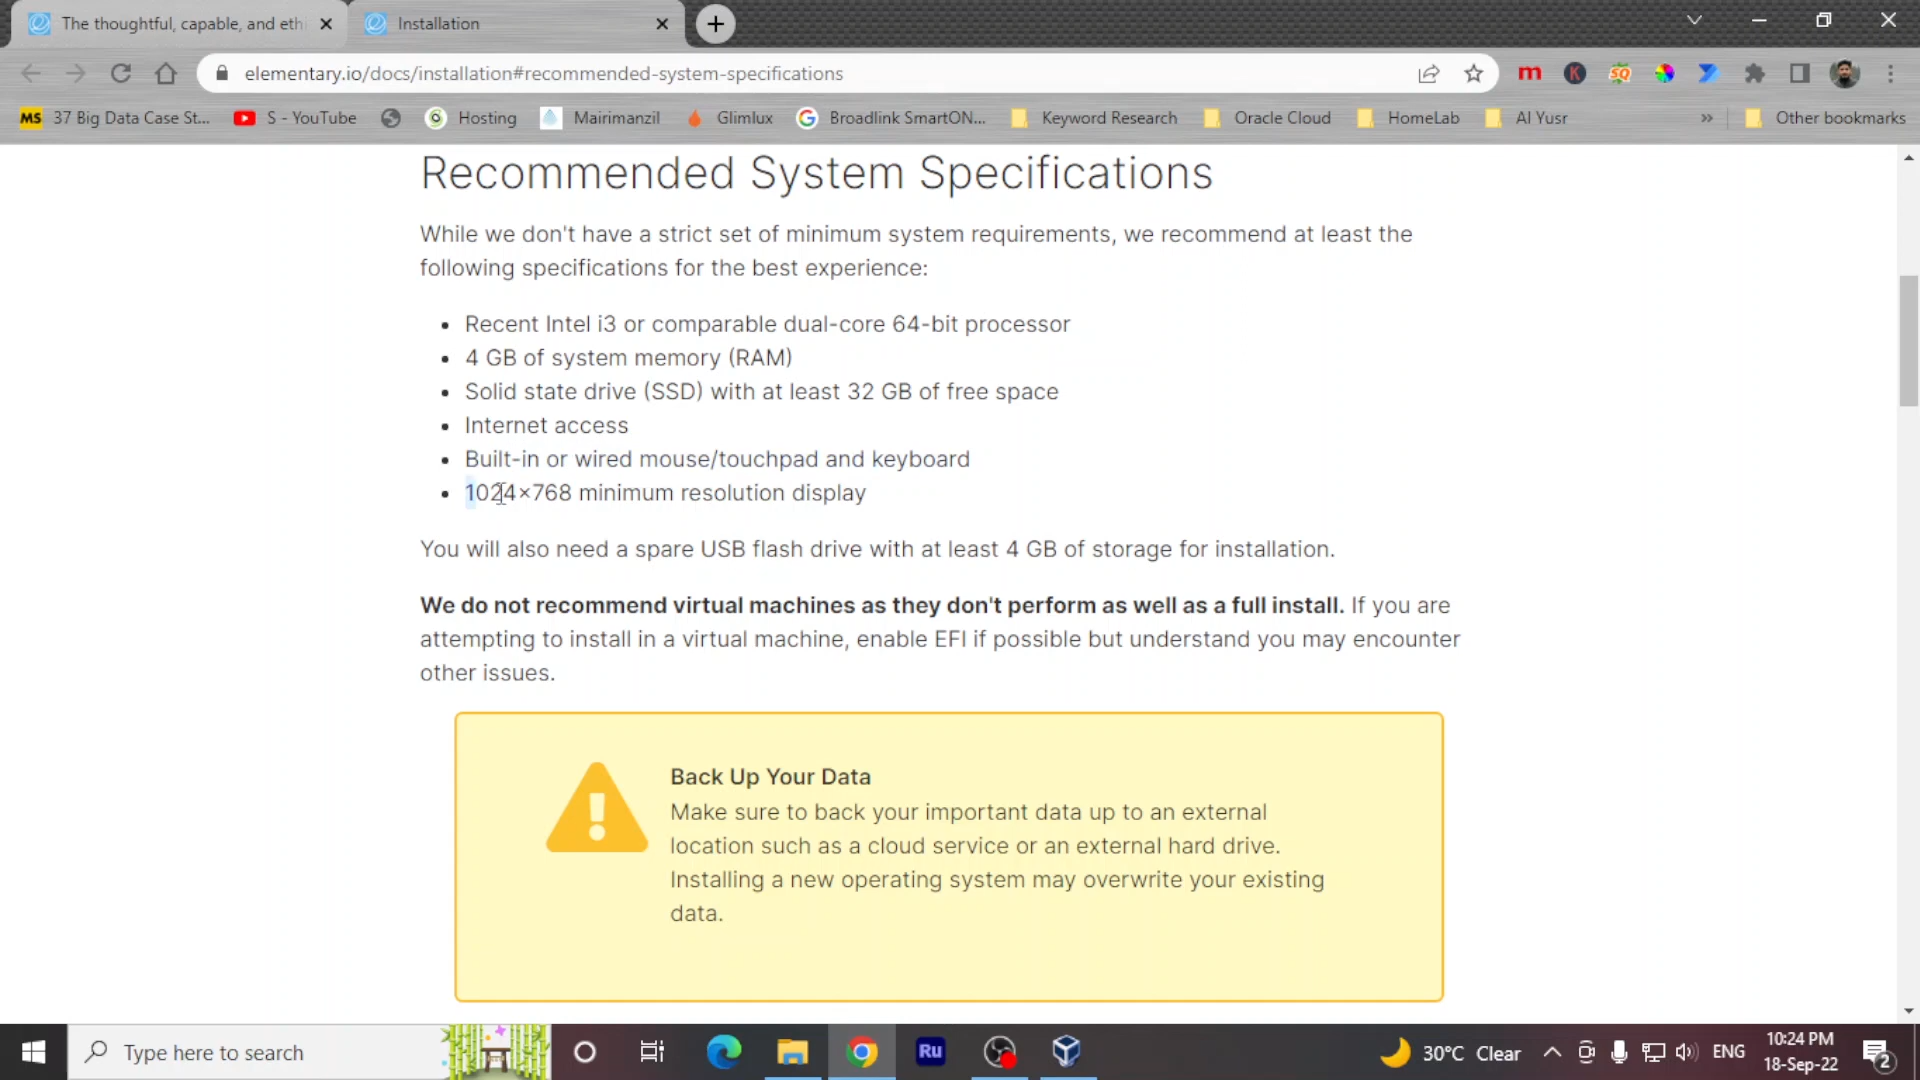 The thoughtful, capable, and eth
Installation
elementary.io/docs/installation#recommended-system-specifications
m
K
SQ
MS 37 Big Data Case St...
S - YouTube
Hosting
Mairimanzil
Glimlux
Broadlink SmartON...
Keyword Research
Oracle Cloud
HomeLab
Al Yusr
»
Other bookmarks
Recommended System Specifications
While we don't have a strict set of minimum system requirements, we recommend at least the
following specifications for the best experience:
• Recent Intel i3 or comparable dual-core 64-bit processor
• 4 GB of system memory (RAM)
• Solid state drive (SSD) with at least 32 GB of free space
• Internet access
• Built-in or wired mouse/touchpad and keyboard
• 1024×768 minimum resolution display
You will also need a spare USB flash drive with at least 4 GB of storage for installation.
We do not recommend virtual machines as they don't perform as well as a full install. If you are
attempting to install in a virtual machine, enable EFI if possible but understand you may encounter
other issues.
Back Up Your Data
Make sure to back your important data up to an external
location such as a cloud service or an external hard drive.
Installing a new operating system may overwrite your existing
data.
Type here to search
Ru
30°C Clear
ENG
10:24 PM
18-Sep-22
2